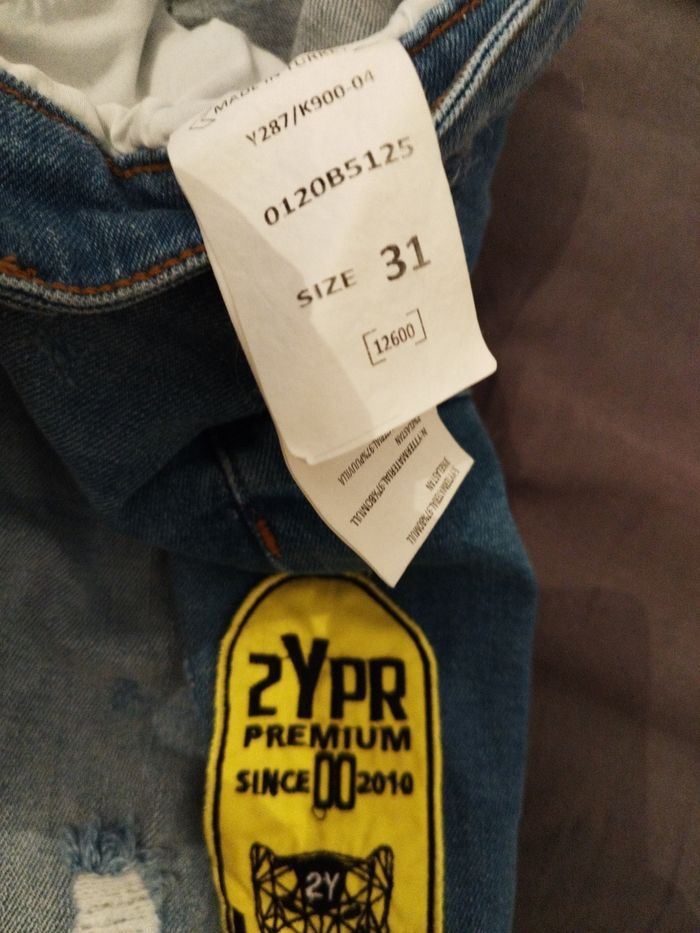 MADE IN TURKEY
Y287/K900-04
0120B5125
SIZE 31
[12600]
2YPR
PREMIUM
SINCE 00 2010
2Y